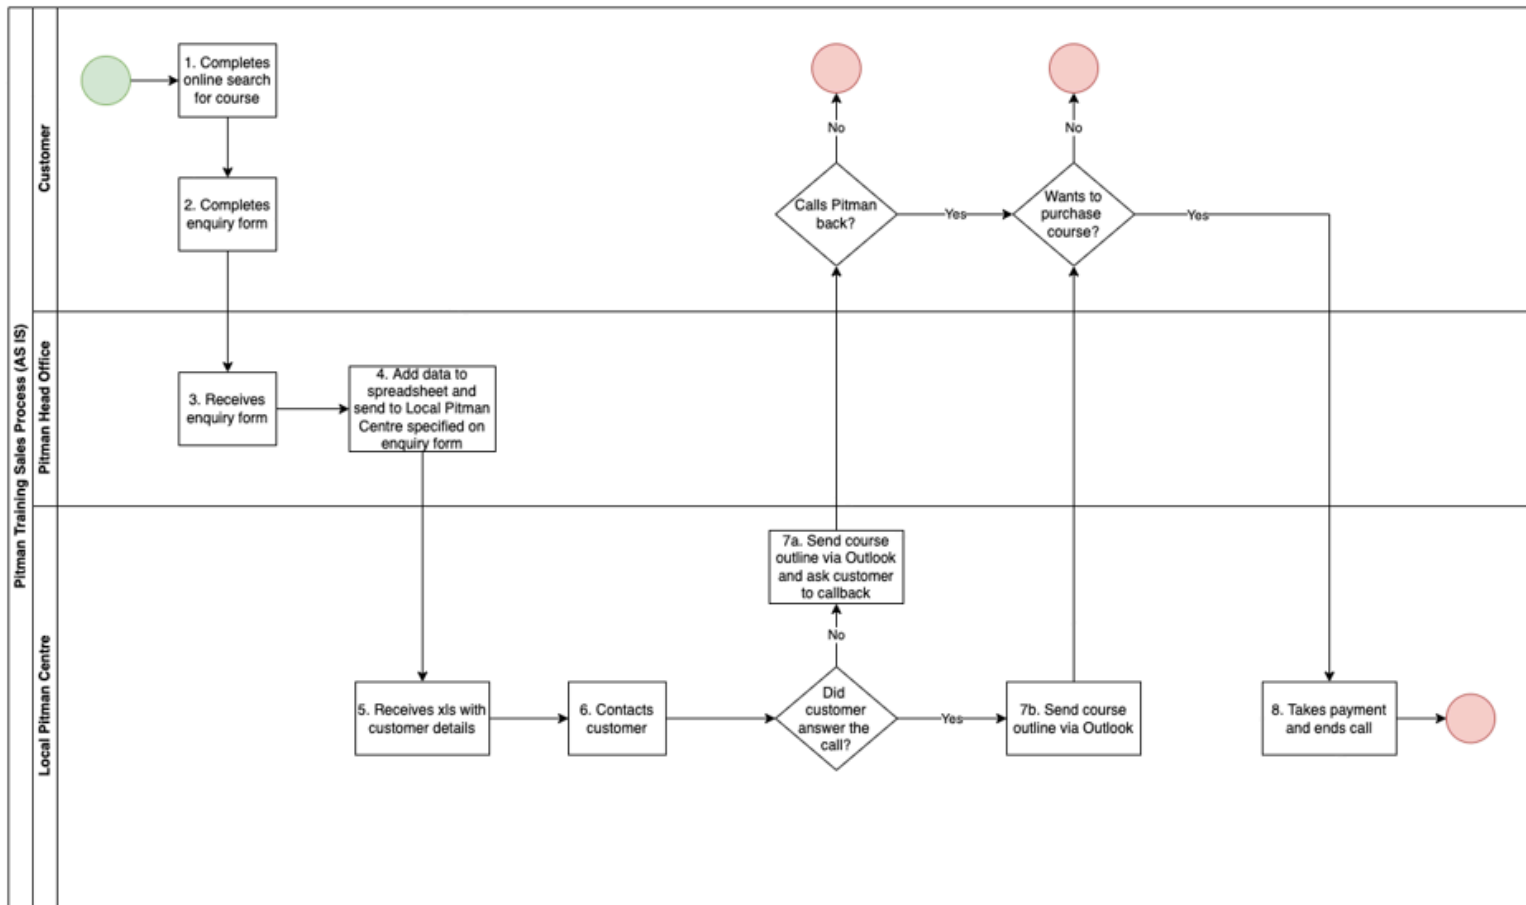 Pitman Training Sales Process (AS IS)
Customer
1. Completes
online search
for course
2. Completes
enquiry form
No
No
Calls Pitman
back?
Yes
Wants to
purchase
course?
Yes
Pitman Head Office
3. Receives
enquiry form
4. Add data to
spreadsheet and
send to Local Pitman
Centre specified on
enquiry form
Local Pitman Centre
7a. Send course
outline via Outlook
and ask customer
to callback
No
5. Receives xls with
customer details
6. Contacts
customer
Did
customer
answer the
call?
Yes
7b. Send course
outline via Outlook
8. Takes payment
and ends call